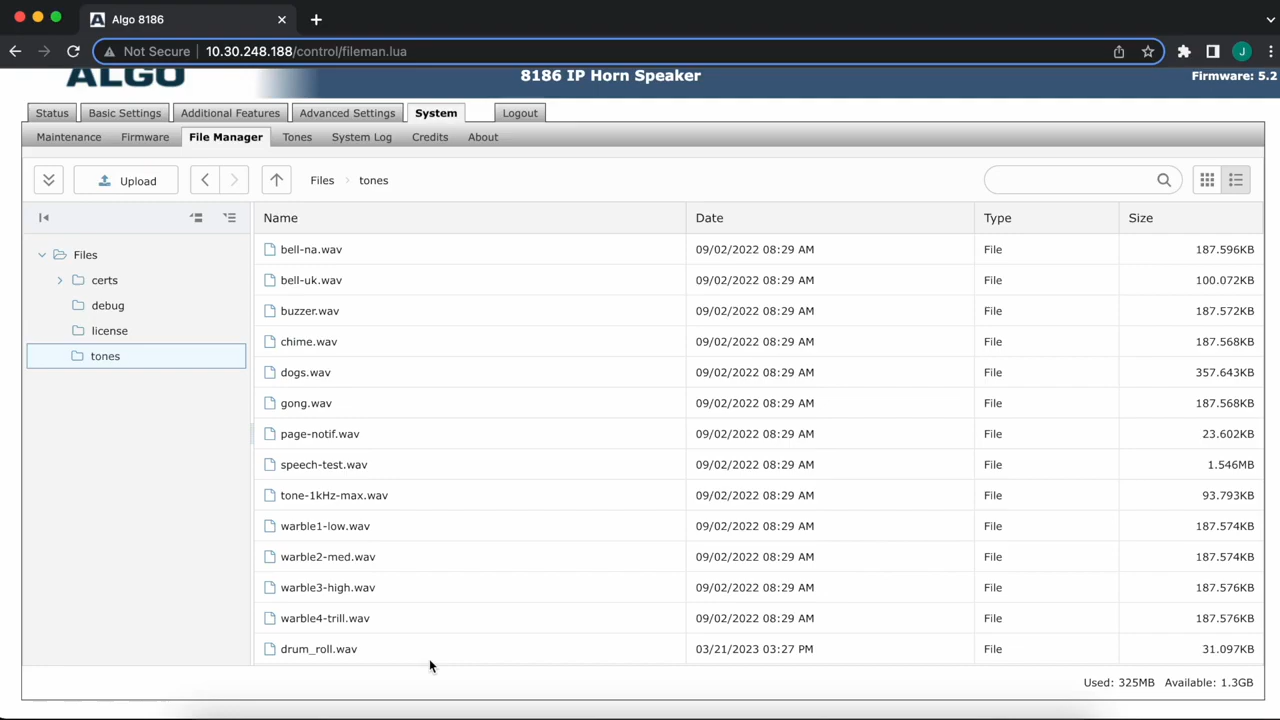 Algo 8186
Not Secure 10.30.248.188/control/fileman.lua
J
ALGO
8186 IP Horn Speaker
Firmware: 5.2
Status Basic Settings Additional Features Advanced Settings System Logout
Maintenance Firmware File Manager Tones System Log Credits About
Upload Files tones
Name Date Type Size
Files
certs
debug
license
tones
bell-na.wav 09/02/2022 08:29 AM File 187.596KB
bell-uk.wav 09/02/2022 08:29 AM File 100.072KB
buzzer.wav 09/02/2022 08:29 AM File 187.572KB
chime.wav 09/02/2022 08:29 AM File 187.568KB
dogs.wav 09/02/2022 08:29 AM File 357.643KB
gong.wav 09/02/2022 08:29 AM File 187.568KB
page-notif.wav 09/02/2022 08:29 AM File 23.602KB
speech-test.wav 09/02/2022 08:29 AM File 1.546MB
tone-1kHz-max.wav 09/02/2022 08:29 AM File 93.793KB
warble1-low.wav 09/02/2022 08:29 AM File 187.574KB
warble2-med.wav 09/02/2022 08:29 AM File 187.574KB
warble3-high.wav 09/02/2022 08:29 AM File 187.576KB
warble4-trill.wav 09/02/2022 08:29 AM File 187.576KB
drum_roll.wav 03/21/2023 03:27 PM File 31.097KB
Used: 325MB Available: 1.3GB